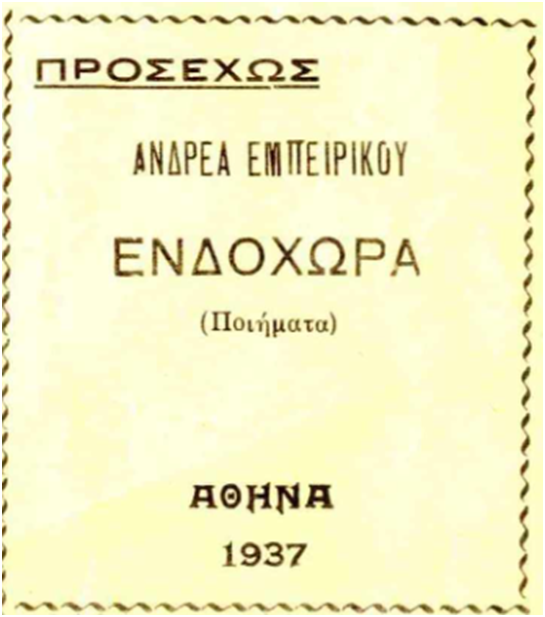 ΠΡΟΣΕΧΩΣ
ΑΝΔΡΕΑ ΕΜΠΕΙΡΙΚΟΥ
ΕΝΔΟΧΩΡΑ
(Ποιήματα)
ΑΘΗΝΑ
1937